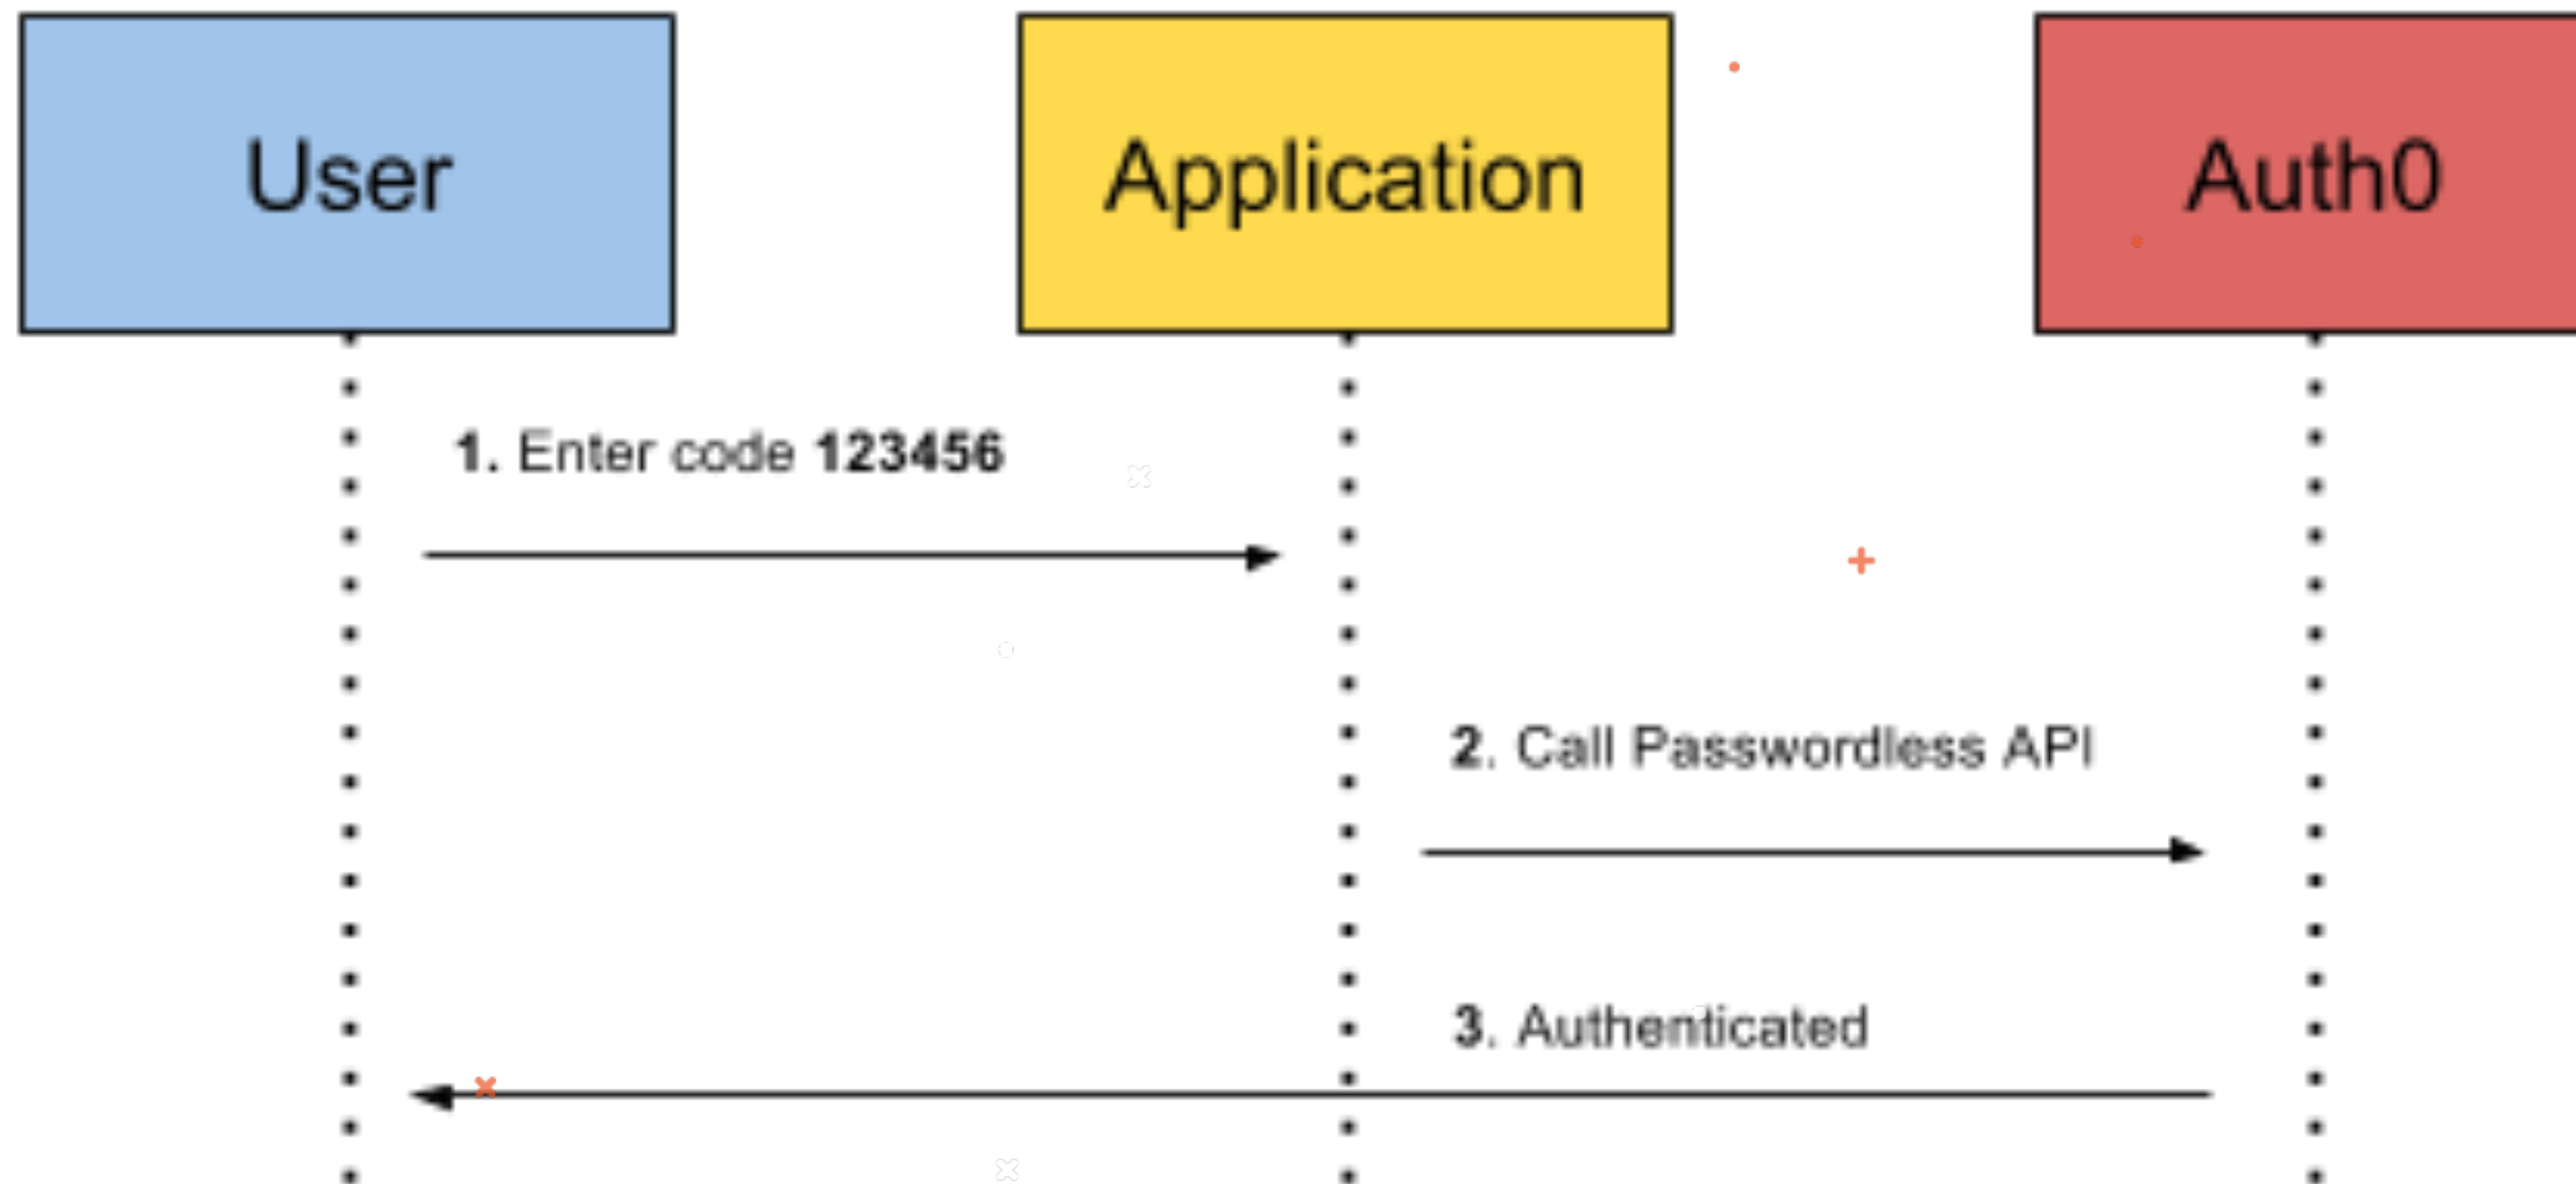 User
Application
Auth0
1. Enter code 123456
2. Call Passwordless API
3. Authenticated